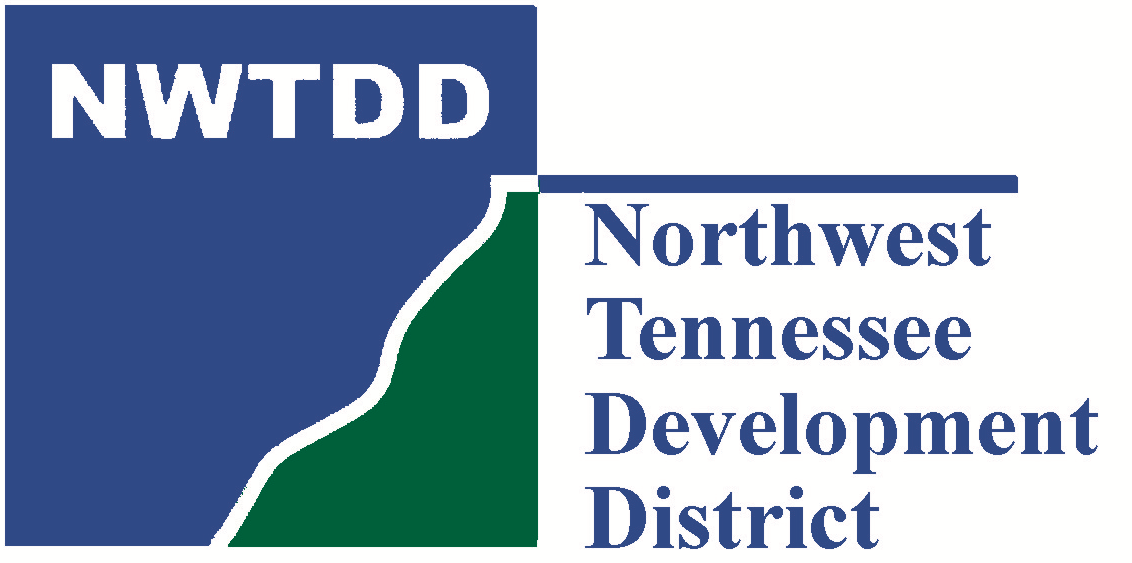 NWTDD
Northwest
Tennessee
Development
District